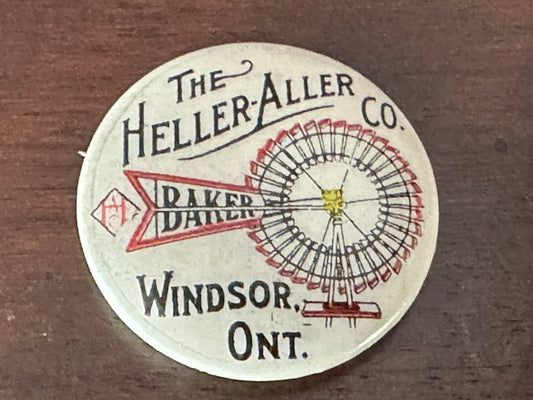 THE
HELLER-ALLER CO.
BAKER
WINDSOR,
ONT.